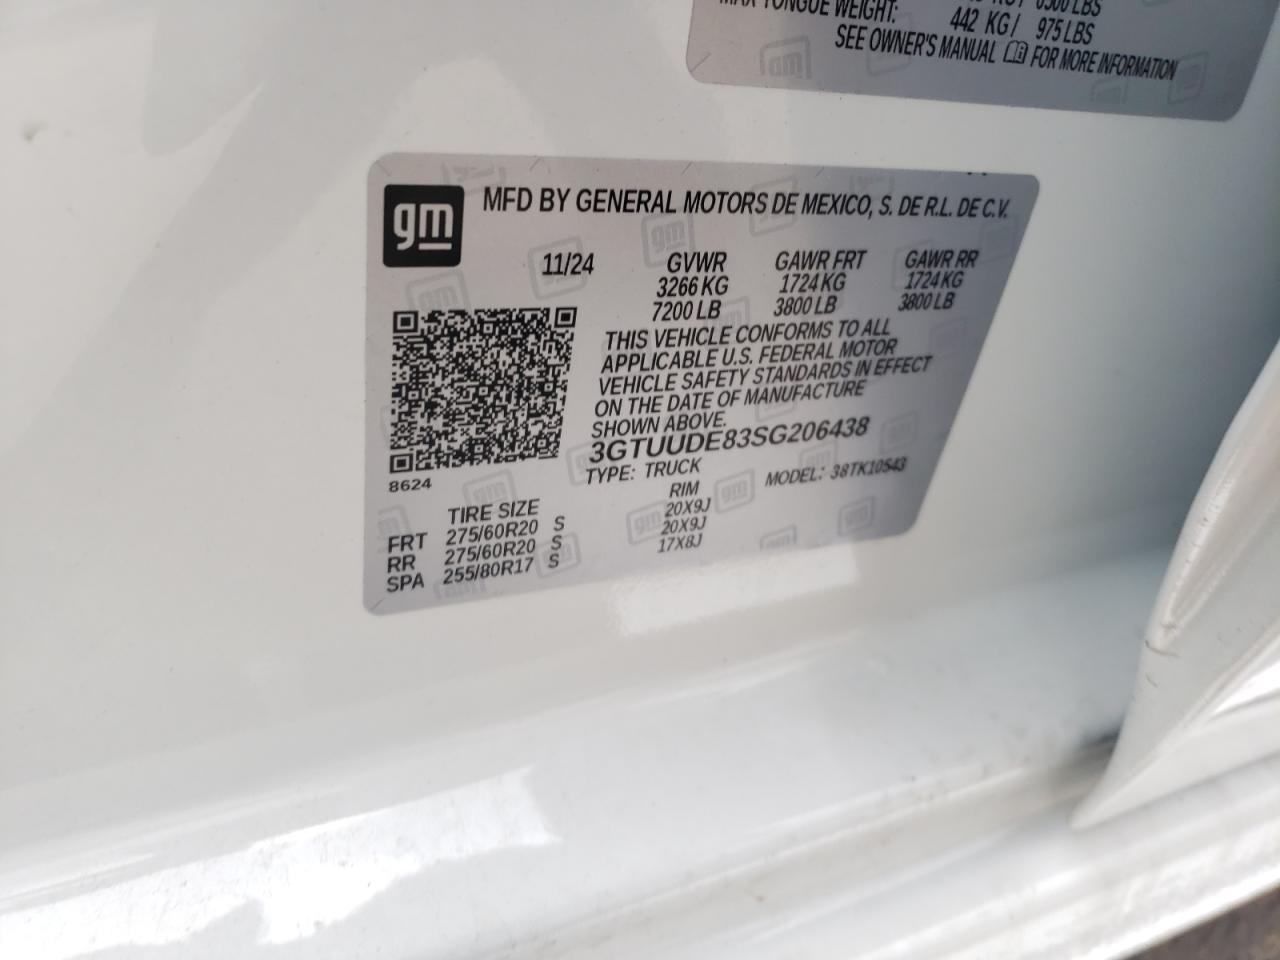 MAX TONGUE WEIGHT: 442 KG / 975 LBS
SEE OWNER'S MANUAL FOR MORE INFORMATION
gm
MFD BY GENERAL MOTORS DE MEXICO, S. DE R.L. DE C.V.
11/24 GVWR GAWR FRT GAWR RR
3266 KG 1724 KG 1724 KG
7200 LB 3800 LB 3800 LB
THIS VEHICLE CONFORMS TO ALL
APPLICABLE U.S. FEDERAL MOTOR
VEHICLE SAFETY STANDARDS IN EFFECT
ON THE DATE OF MANUFACTURE
SHOWN ABOVE.
3GTUUDE83SG206438
TYPE: TRUCK MODEL: 38TK10543
8624
TIRE SIZE RIM
FRT 275/60R20 S 20X9J
RR 275/60R20 S 20X9J
SPA 255/80R17 S 17X8J